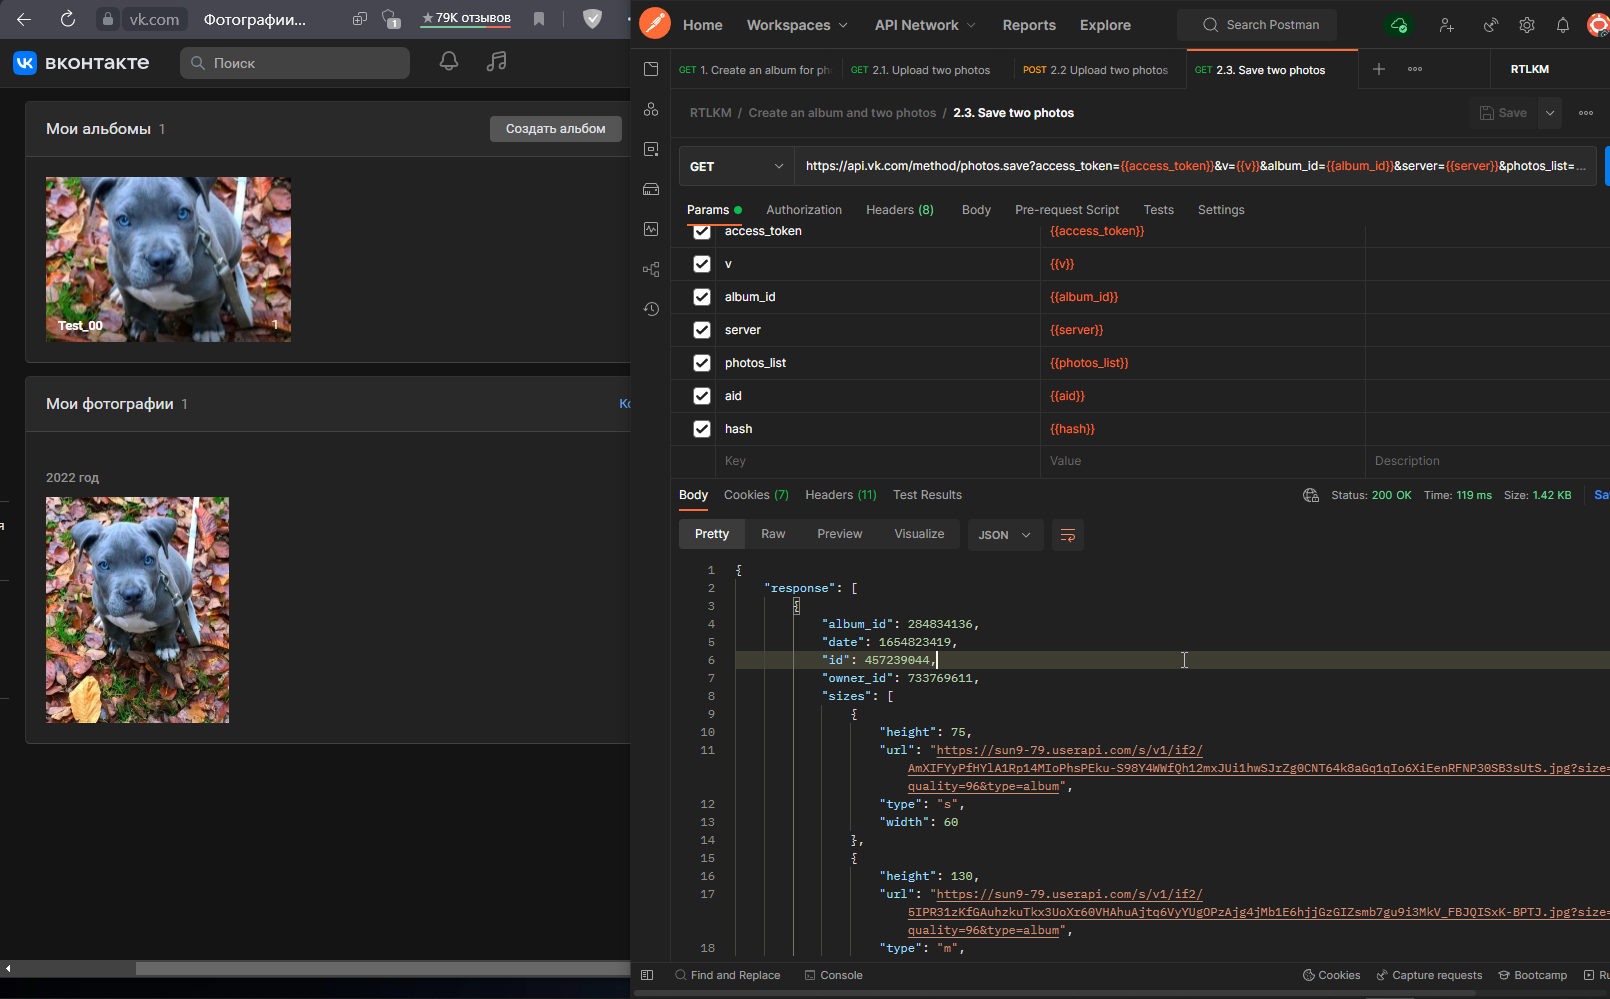 vk.com
Фотографии...
1
★ 79K отзывов
вконтакте
Поиск
Мои альбомы 1
Создать альбом
Test_00
1
Мои фотографии 1
2022 год
я
Home
Workspaces
API Network
Reports
Explore
Search Postman
GET 1. Create an album for
GET 2.1. Upload two photos
POST 2.2 Upload two photos
GET 2.3. Save two photos
RTLKM
RTLKM / Create an album and two photos / 2.3. Save two photos
Save
GET
https://api.vk.com/method/photos.save?access_token={{access_token}}&v={{v}}&album_id={{album_id}}&server={{server}}&photos_list=...
Params
Authorization
Headers (8)
Body
Pre-request Script
Tests
Settings
access_token {{access_token}}
v {{v}}
album_id {{album_id}}
server {{server}}
photos_list {{photos_list}}
aid {{aid}}
hash {{hash}}
Key Value Description
Body
Cookies (7)
Headers (11)
Test Results
Status: 200 OK Time: 119 ms Size: 1.42 KB
Pretty
Raw
Preview
Visualize
JSON
1 {
2 "response": [
3 {
4 "album_id": 284834136,
5 "date": 1654823419,
6 "id": 457239044,
7 "owner_id": 733769611,
8 "sizes": [
9 {
10 "height": 75,
11 "url": "https://sun9-79.userapi.com/s/v1/if2/
AmXIFYyPfHYlA1Rp14MIoPhsPEku-S98Y4WWfQh12mxJUi1hwSJrZg0CNT64k8aGq1qIo6XiEenRFNP30SB3sUtS.jpg?size=
quality=96&type=album",
12 "type": "s",
13 "width": 60
14 },
15 {
16 "height": 130,
17 "url": "https://sun9-79.userapi.com/s/v1/if2/
5IPR31zKfGAuhzkuTkx3UoXr60VHAhuAjtq6VyYUgOPzAjg4jMb1E6hjjGzGIZsmb7gu9i3MkV_FBJQISxK-BPTJ.jpg?size=
quality=96&type=album",
18 "type": "m",
Find and Replace
Console
Cookies
Capture requests
Bootcamp